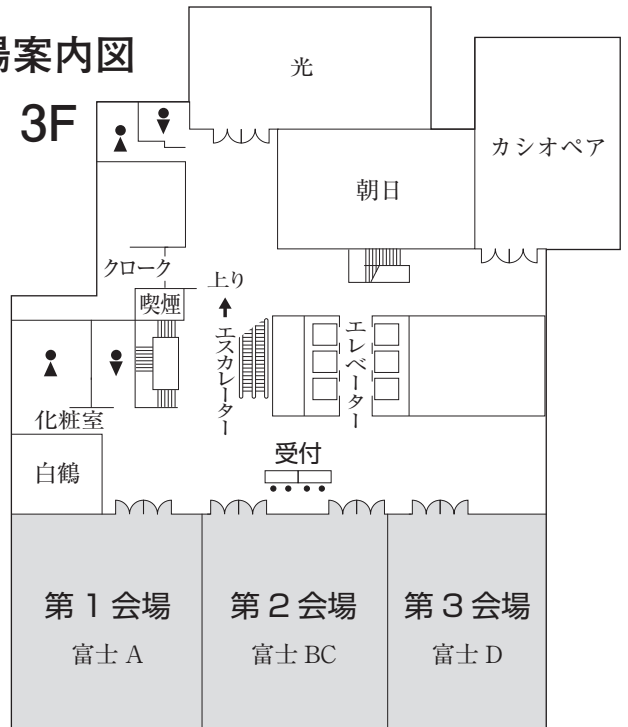 場案内図
3F
光
カシオペア
朝日
クローク
喫煙
上り
エスカレーター
エレベーター
化粧室
白鶴
受付
第 1 会場
富士 A
第 2 会場
富士 BC
第 3 会場
富士 D